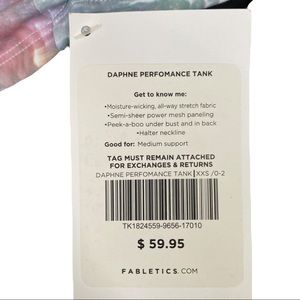 DAPHNE PERFOMANCE TANK
Get to know me:
•Moisture-wicking, all-way stretch fabric
•Semi-sheer power mesh paneling
•Peek-a-boo under bust and in back
•Halter neckline
Good for: Medium support
TAG MUST REMAIN ATTACHED
FOR EXCHANGES & RETURNS
DAPHNE PERFOMANCE TANK|XXS /0-2
TK1824559-9656-17010
$ 59.95
FABLETICS.COM